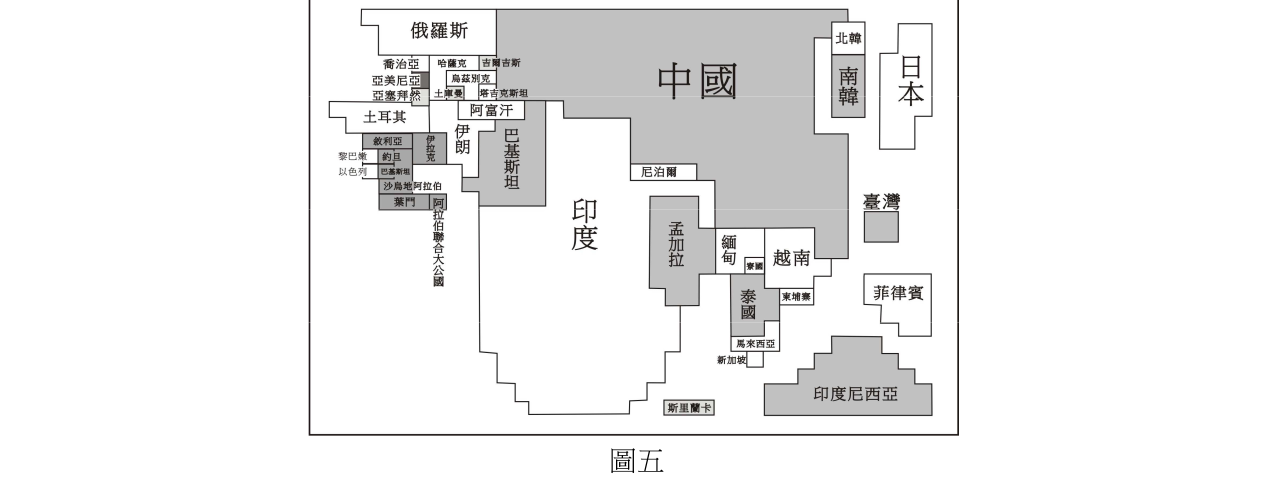 俄羅斯
中國
北韓
日本
南韓
喬治亞
哈薩克
吉爾吉斯
亞美尼亞
烏茲別克
亞塞拜然
土庫曼
塔吉克斯坦
土耳其
阿富汗
伊朗
巴基斯坦
敘利亞
伊拉克
黎巴嫩
約旦
以色列
巴基斯坦
沙烏地阿拉伯
葉門
阿拉伯聯合大公國
尼泊爾
印度
孟加拉
緬甸
寮國
越南
臺灣
泰國
柬埔寨
菲律賓
馬來西亞
新加坡
印度尼西亞
斯里蘭卡
圖五